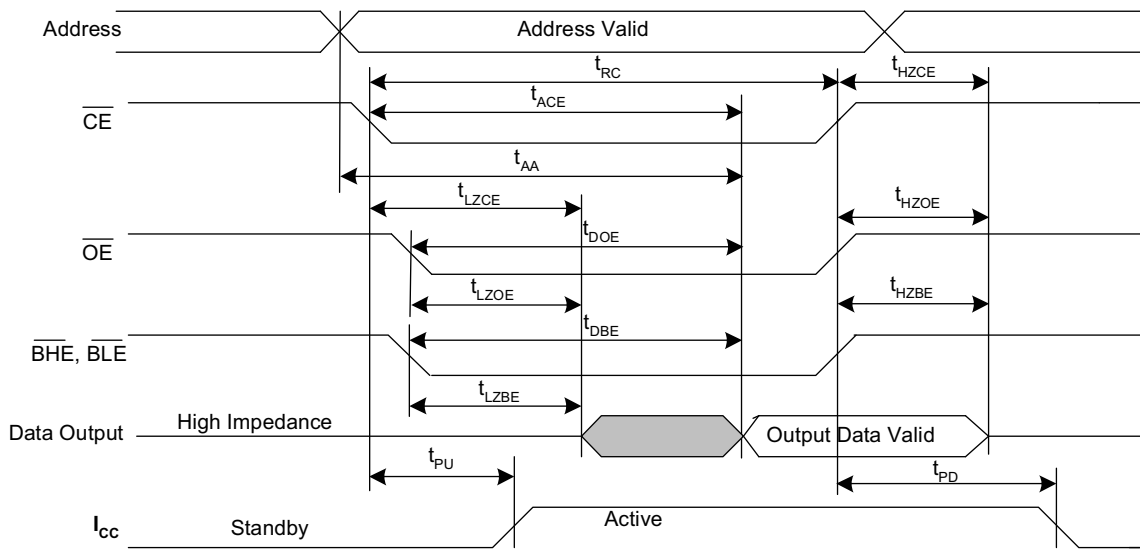 Address
Address Valid
tRC
tHZCE
tACE
CE
tAA
tLZCE
tHZOE
OE
tDOE
tLZOE
tHZBE
tDBE
BHE, BLE
tLZBE
High Impedance
Data Output
Output Data Valid
tPU
tPD
ICC
Standby
Active